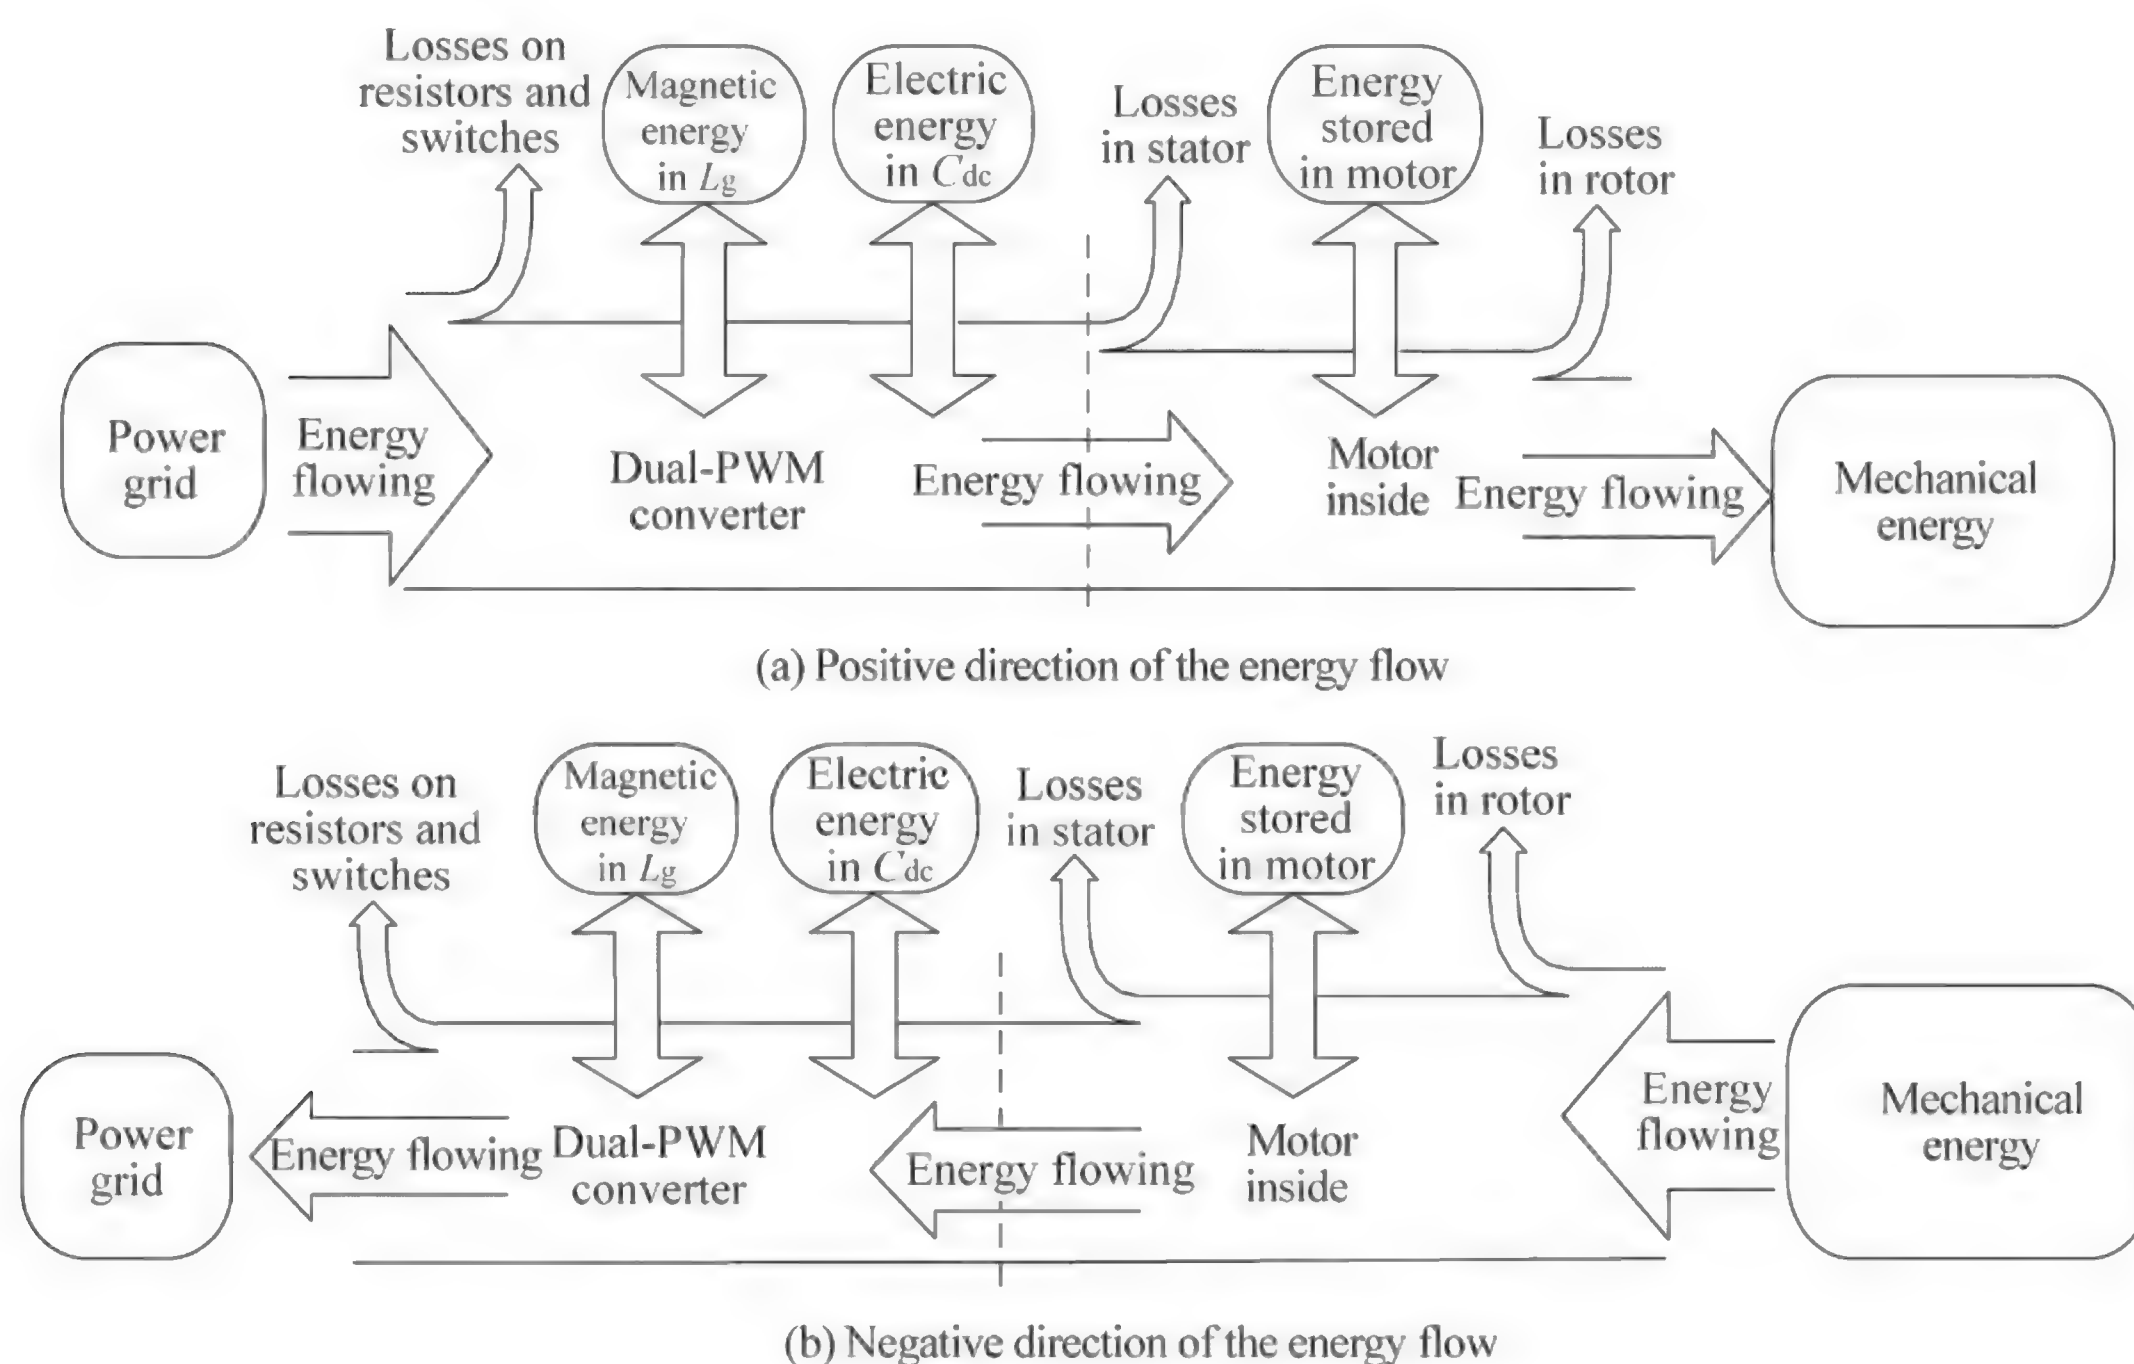 Losses on
resistors and
switches
Magnetic
energy
in Lg
Electric
energy
in Cdc
Losses
in stator
Energy
stored
in motor
Losses
in rotor
Power
grid
Energy
flowing
Dual-PWM
converter
Energy flowing
Motor
inside
Energy flowing
Mechanical
energy
(a) Positive direction of the energy flow
Losses on
resistors and
switches
Magnetic
energy
in Lg
Electric
energy
in Cdc
Losses
in stator
Energy
stored
in motor
Losses
in rotor
Power
grid
Energy flowing
Dual-PWM
converter
Energy flowing
Motor
inside
Energy
flowing
Mechanical
energy
(b) Negative direction of the energy flow